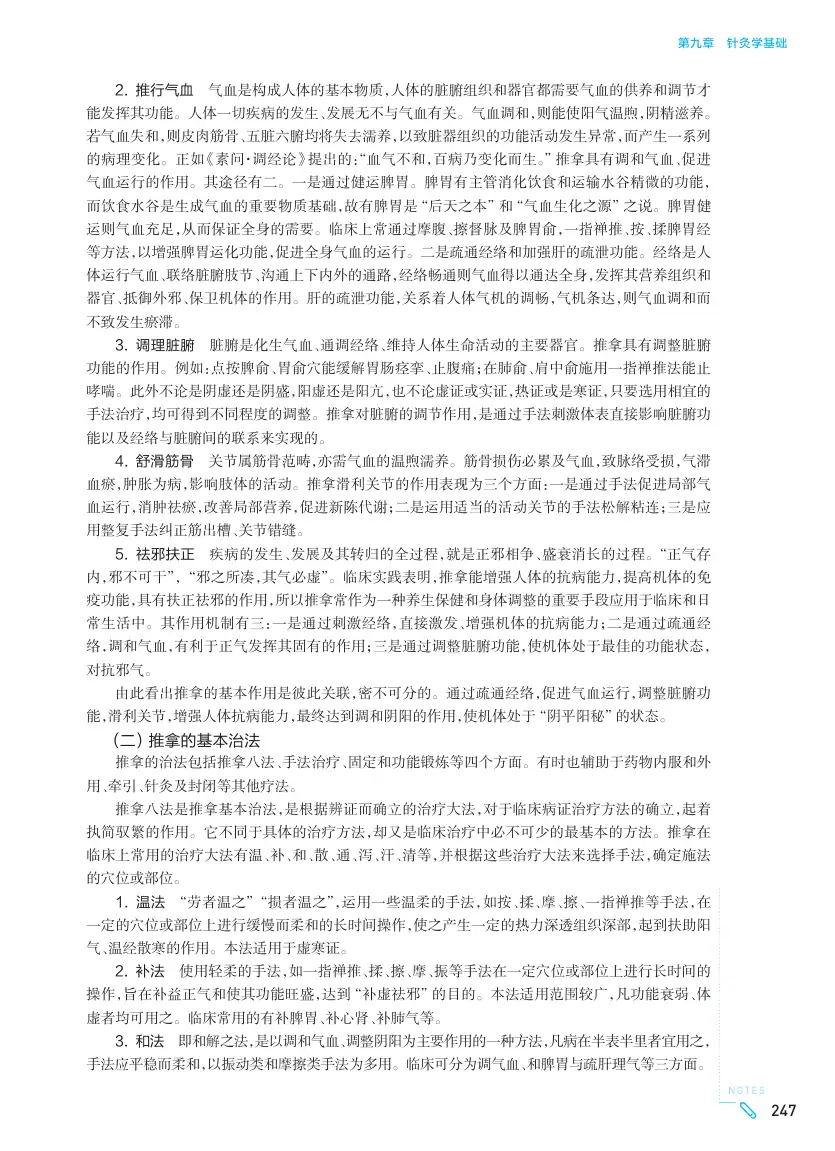 第九章 针灸学基础
2. 推行气血 气血是构成人体的基本物质,人体的脏腑组织和器官都需要气血的供养和调节才
能发挥其功能。人体一切疾病的发生、发展无不与气血有关。气血调和,则能使阳气温煦,阴精滋养。
若气血失和,则皮肉筋骨、五脏六腑均将失去濡养,以致脏器组织的功能活动发生异常,而产生一系列
的病理变化。正如《素问·调经论》提出的:“血气不和,百病乃变化而生。”推拿具有调和气血、促进
气血运行的作用。其途径有二。一是通过健运脾胃。脾胃有主管消化饮食和运输水谷精微的功能,
而饮食水谷是生成气血的重要物质基础,故有脾胃是“后天之本”和“气血生化之源”之说。脾胃健
运则气血充足,从而保证全身的需要。临床上常通过摩腹、擦督脉及脾胃俞,一指禅推、按、揉脾胃经
等方法,以增强脾胃运化功能,促进全身气血的运行。二是疏通经络和加强肝的疏泄功能。经络是人
体运行气血、联络脏腑肢节、沟通上下内外的通路,经络畅通则气血得以通达全身,发挥其营养组织和
器官、抵御外邪、保卫机体的作用。肝的疏泄功能,关系着人体气机的调畅,气机条达,则气血调和而
不致发生瘀滞。
3. 调理脏腑 脏腑是化生气血、通调经络、维持人体生命活动的主要器官。推拿具有调整脏腑
功能的作用。例如:点按脾俞、胃俞穴能缓解胃肠痉挛、止腹痛;在肺俞、肩中俞施用一指禅推法能止
哮喘。此外不论是阴虚还是阴盛,阳虚还是阳亢,也不论虚证或实证,热证或是寒证,只要选用相宜的
手法治疗,均可得到不同程度的调整。推拿对脏腑的调节作用,是通过手法刺激体表直接影响脏腑功
能以及经络与脏腑间的联系来实现的。
4. 舒滑筋骨 关节属筋骨范畴,亦需气血的温煦濡养。筋骨损伤必累及气血,致脉络受损,气滞
血瘀,肿胀为病,影响肢体的活动。推拿滑利关节的作用表现为三个方面:一是通过手法促进局部气
血运行,消肿祛瘀,改善局部营养,促进新陈代谢;二是运用适当的活动关节的手法松解粘连;三是应
用整复手法纠正筋出槽、关节错缝。
5. 祛邪扶正 疾病的发生、发展及其转归的全过程,就是正邪相争、盛衰消长的过程。“正气存
内,邪不可干”,“邪之所凑,其气必虚”。临床实践表明,推拿能增强人体的抗病能力,提高机体的免
疫功能,具有扶正祛邪的作用,所以推拿常作为一种养生保健和身体调整的重要手段应用于临床和日
常生活中。其作用机制有三:一是通过刺激经络,直接激发、增强机体的抗病能力;二是通过疏通经
络,调和气血,有利于正气发挥其固有的作用;三是通过调整脏腑功能,使机体处于最佳的功能状态,
对抗邪气。
由此看出推拿的基本作用是彼此关联,密不可分的。通过疏通经络,促进气血运行,调整脏腑功
能,滑利关节,增强人体抗病能力,最终达到调和阴阳的作用,使机体处于“阴平阳秘”的状态。
(二)推拿的基本治法
推拿的治法包括推拿八法、手法治疗、固定和功能锻炼等四个方面。有时也辅助于药物内服和外
用、牵引、针灸及封闭等其他疗法。
推拿八法是推拿基本治法,是根据辨证而确立的治疗大法,对于临床病证治疗方法的确立,起着
执简驭繁的作用。它不同于具体的治疗方法,却又是临床治疗中必不可少的最基本的方法。推拿在
临床上常用的治疗大法有温、补、和、散、通、泻、汗、清等,并根据这些治疗大法来选择手法,确定施法
的穴位或部位。
1. 温法 “劳者温之”“损者温之”,运用一些温柔的手法,如按、揉、摩、擦、一指禅推等手法,在
一定的穴位或部位上进行缓慢而柔和的长时间操作,使之产生一定的热力深透组织深部,起到扶助阳
气、温经散寒的作用。本法适用于虚寒证。
2. 补法 使用轻柔的手法,如一指禅推、揉、擦、摩、振等手法在一定穴位或部位上进行长时间的
操作,旨在补益正气和使其功能旺盛,达到“补虚祛邪”的目的。本法适用范围较广,凡功能衰弱、体
虚者均可用之。临床常用的有补脾胃、补心肾、补肺气等。
3. 和法 即和解之法,是以调和气血、调整阴阳为主要作用的一种方法,凡病在半表半里者宜用之,
手法应平稳而柔和,以振动类和摩擦类手法为多用。临床可分为调气血、和脾胃与疏肝理气等三方面。
NOTES
247